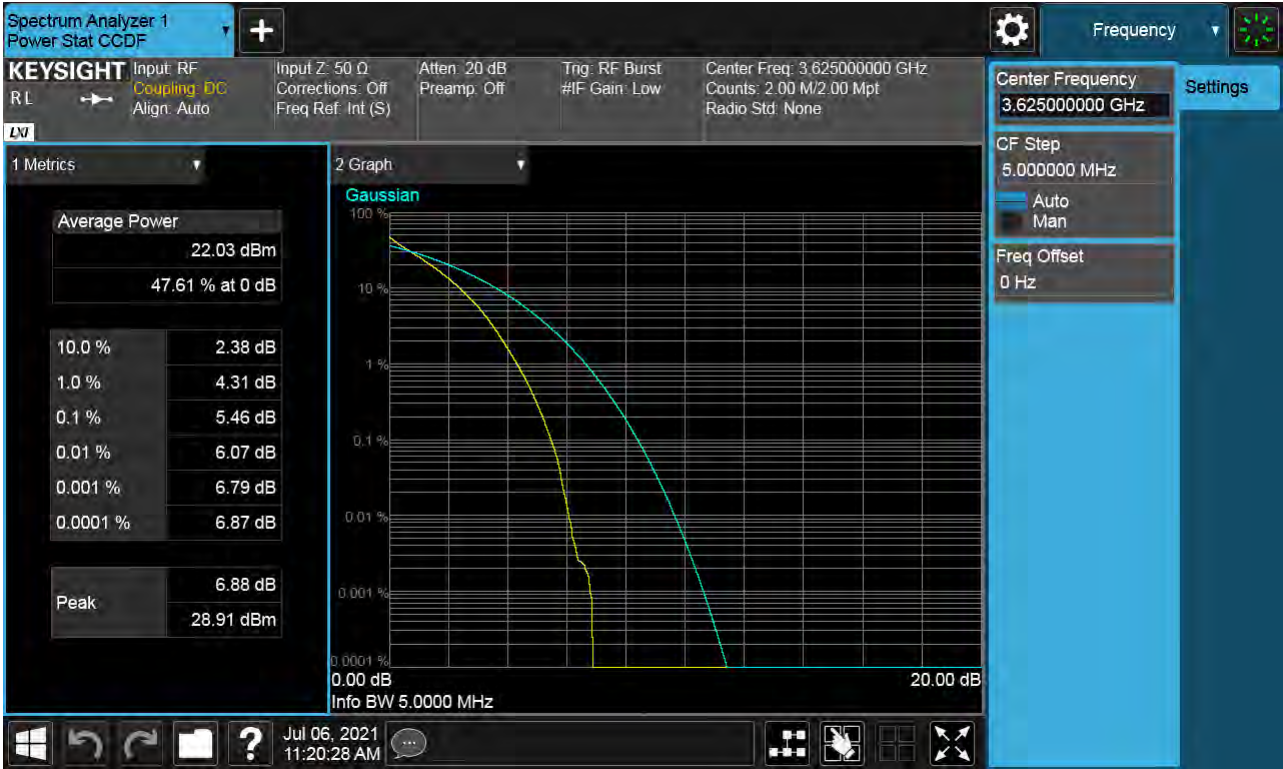 Spectrum Analyzer 1
Power Stat CCDF
+
Frequency
KEYSIGHT
R L
LXI
Input: RF
Coupling: DC
Align: Auto
Input Z: 50 Ω
Corrections: Off
Freq Ref: Int (S)
Atten: 20 dB
Preamp: Off
Trig: RF Burst
#IF Gain: Low
Center Freq: 3.625000000 GHz
Counts: 2.00 M/2.00 Mpt
Radio Std: None
Center Frequency
3.625000000 GHz
Settings
CF Step
5.000000 MHz
Auto
Man
Freq Offset
0 Hz
1 Metrics
Average Power
22.03 dBm
47.61 % at 0 dB
10.0 % 2.38 dB
1.0 % 4.31 dB
0.1 % 5.46 dB
0.01 % 6.07 dB
0.001 % 6.79 dB
0.0001 % 6.87 dB
Peak
6.88 dB
28.91 dBm
2 Graph
Gaussian
100 %
10 %
1 %
0.1 %
0.01 %
0.001 %
0.0001 %
0.00 dB 20.00 dB
Info BW 5.0000 MHz
?
Jul 06, 2021
11:20:28 AM